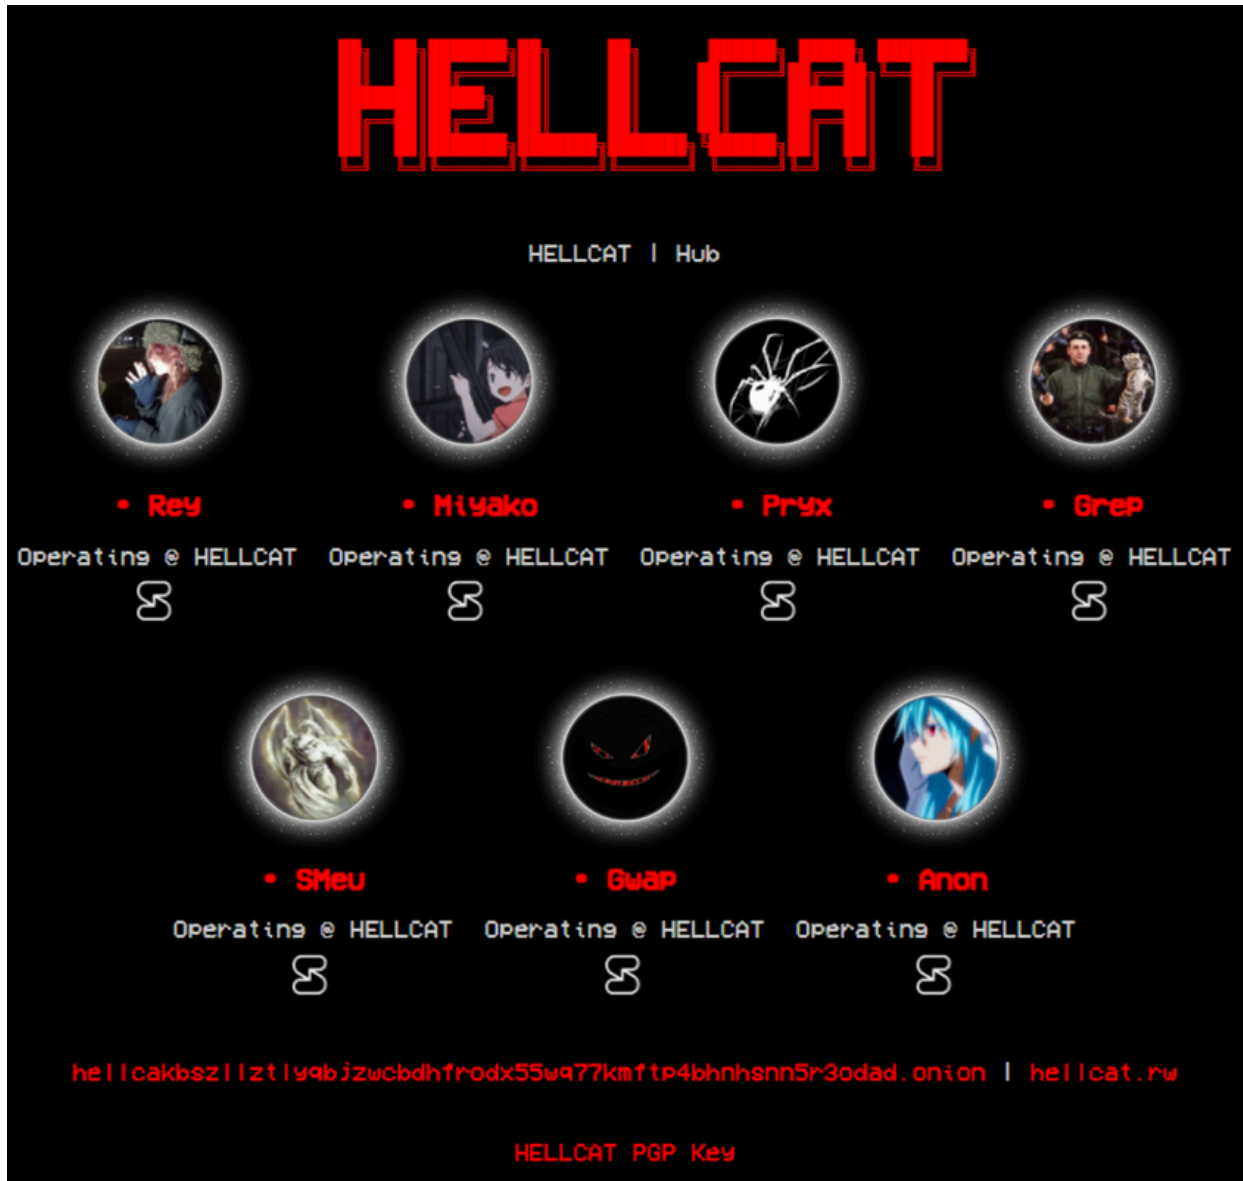 HELLCAT
HELLCAT | Hub
• Rey • Miyako • Pryx • Grep
Operating @ HELLCAT Operating @ HELLCAT Operating @ HELLCAT Operating @ HELLCAT
• SMeu • Gwap • Anon
Operating @ HELLCAT Operating @ HELLCAT Operating @ HELLCAT
hellcakbszllztlyqbjzwcbdhfrodx55wq77kmftp4bhnhsnn5r3odad.onion | hellcat.rw
HELLCAT PGP Key